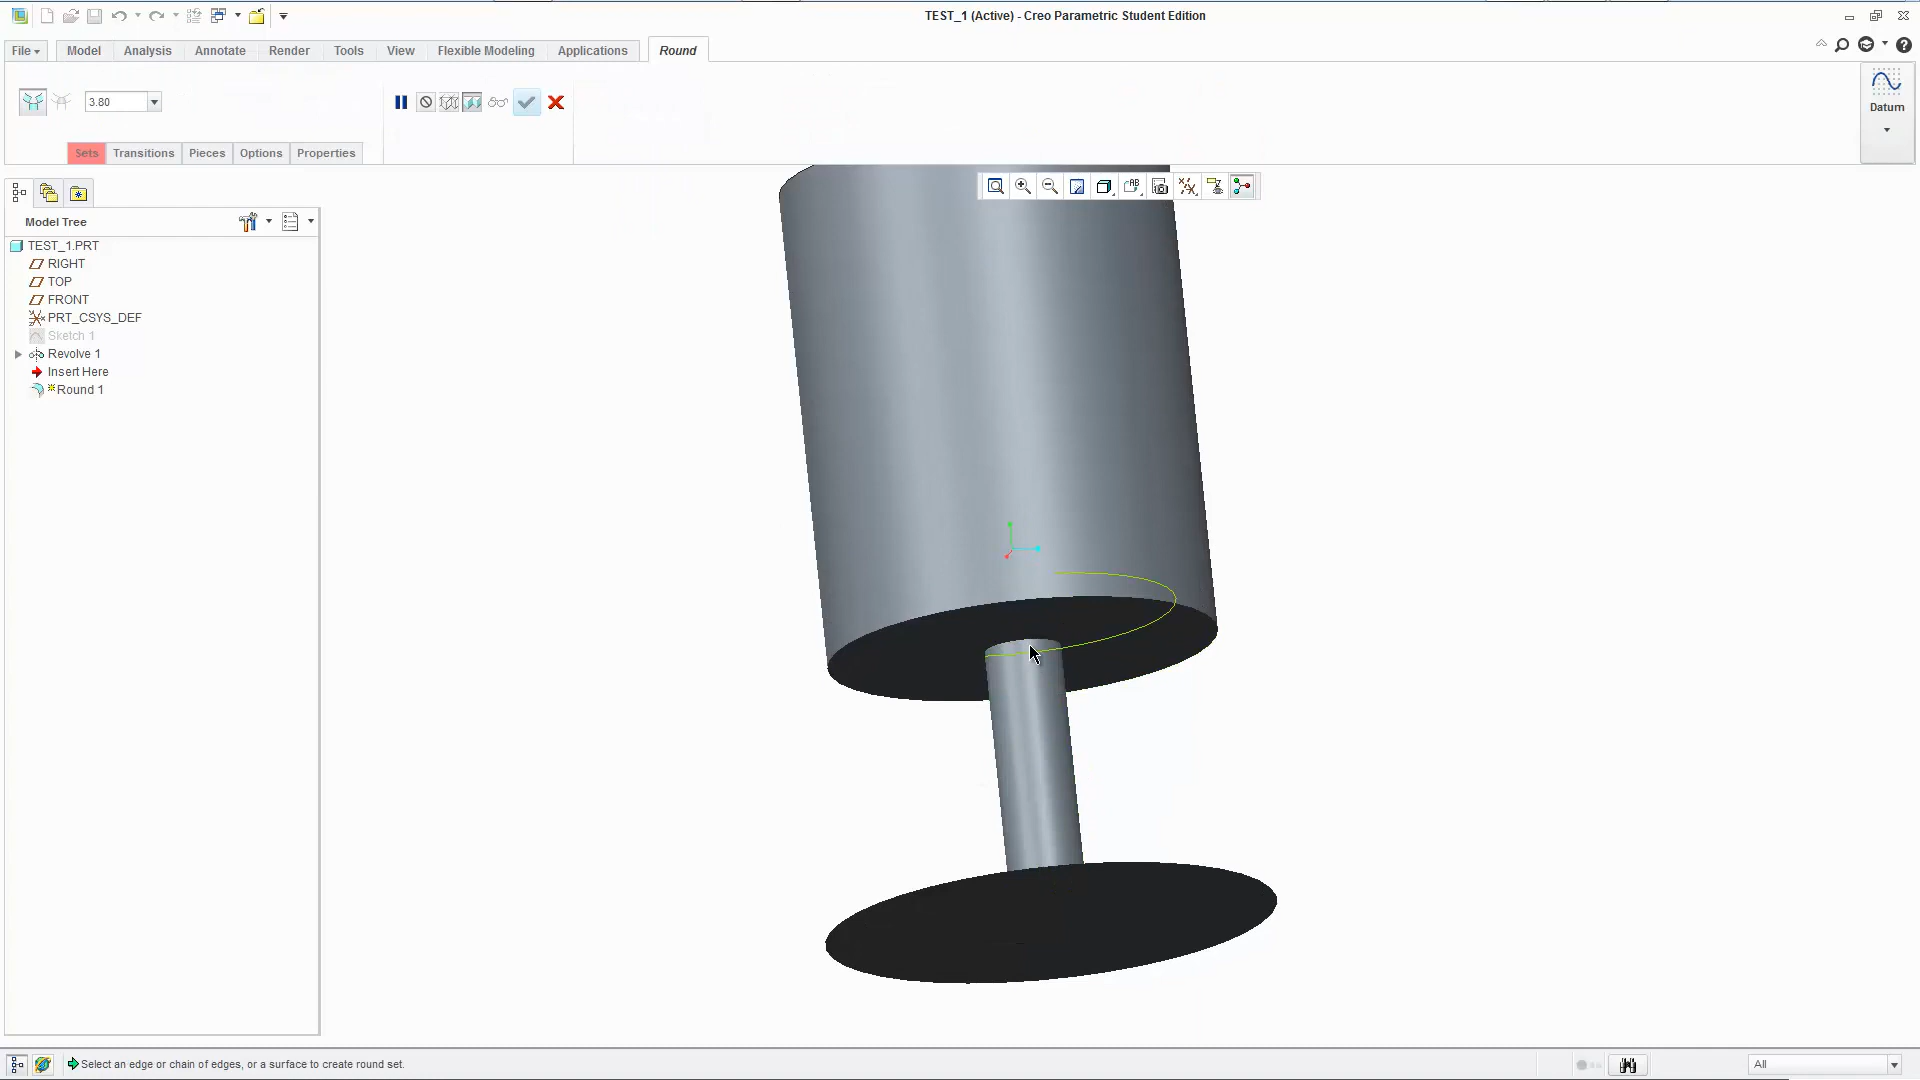 TEST_1 (Active) - Creo Parametric Student Edition
File Model Analysis Annotate Render Tools View Flexible Modeling Applications Round
3.80
Datum
Sets Transitions Pieces Options Properties
Model Tree
TEST_1.PRT
RIGHT
TOP
FRONT
PRT_CSYS_DEF
Sketch 1
Revolve 1
Insert Here
Round 1
Select an edge or chain of edges, or a surface to create round set.
All